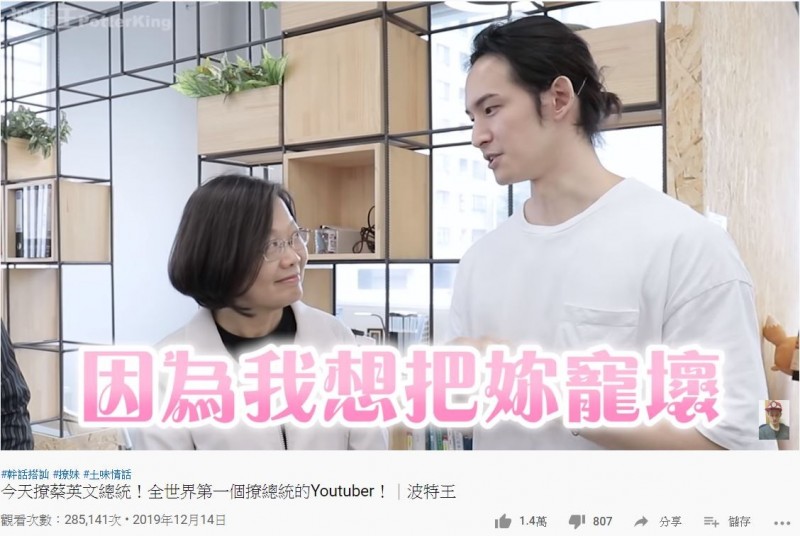 PotterKing
因為我想把妳寵壞
#幹話搭訕 #撩妹 #土味情話
今天撩蔡英文總統！全世界第一個撩總統的Youtuber！｜波特王
觀看次數：285,141次 • 2019年12月14日
1.4萬 807 分享 儲存